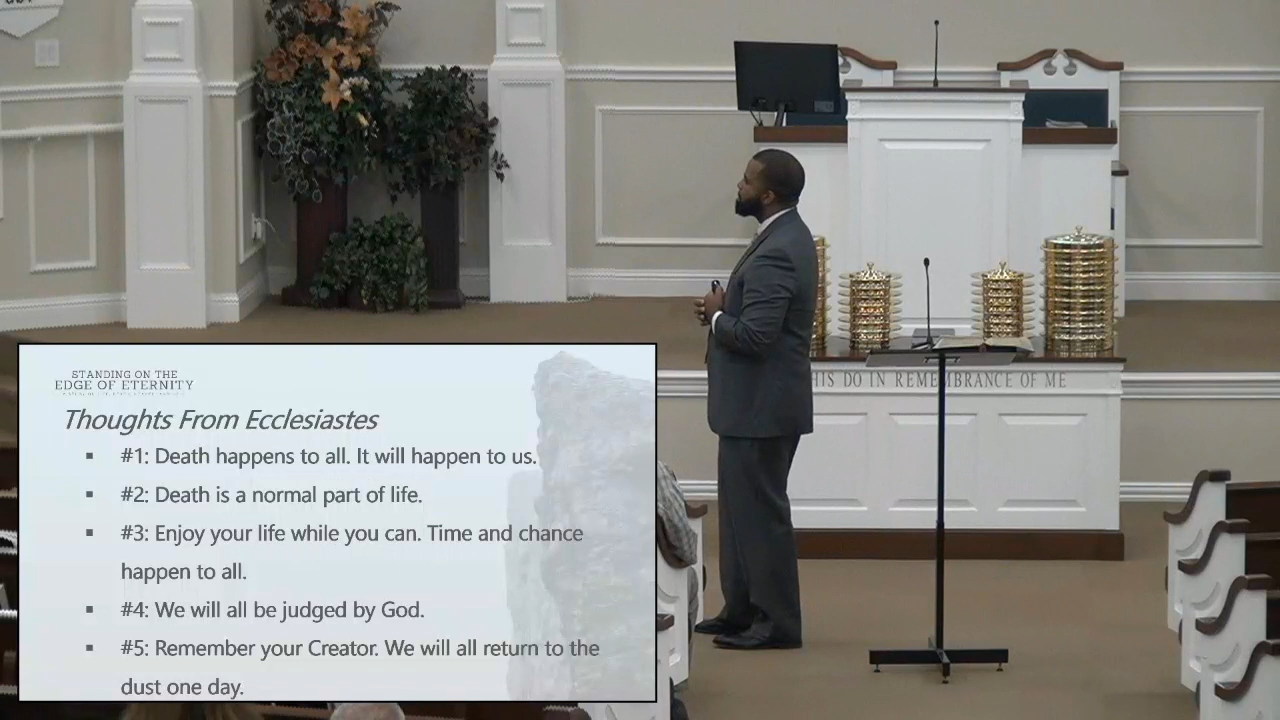 STANDING ON THE
EDGE OF ETERNITY
Thoughts From Ecclesiastes
▪ #1: Death happens to all. It will happen to us.
▪ #2: Death is a normal part of life.
▪ #3: Enjoy your life while you can. Time and chance
happen to all.
▪ #4: We will all be judged by God.
▪ #5: Remember your Creator. We will all return to the
dust one day.
HIS DO IN REMEMBRANCE OF ME